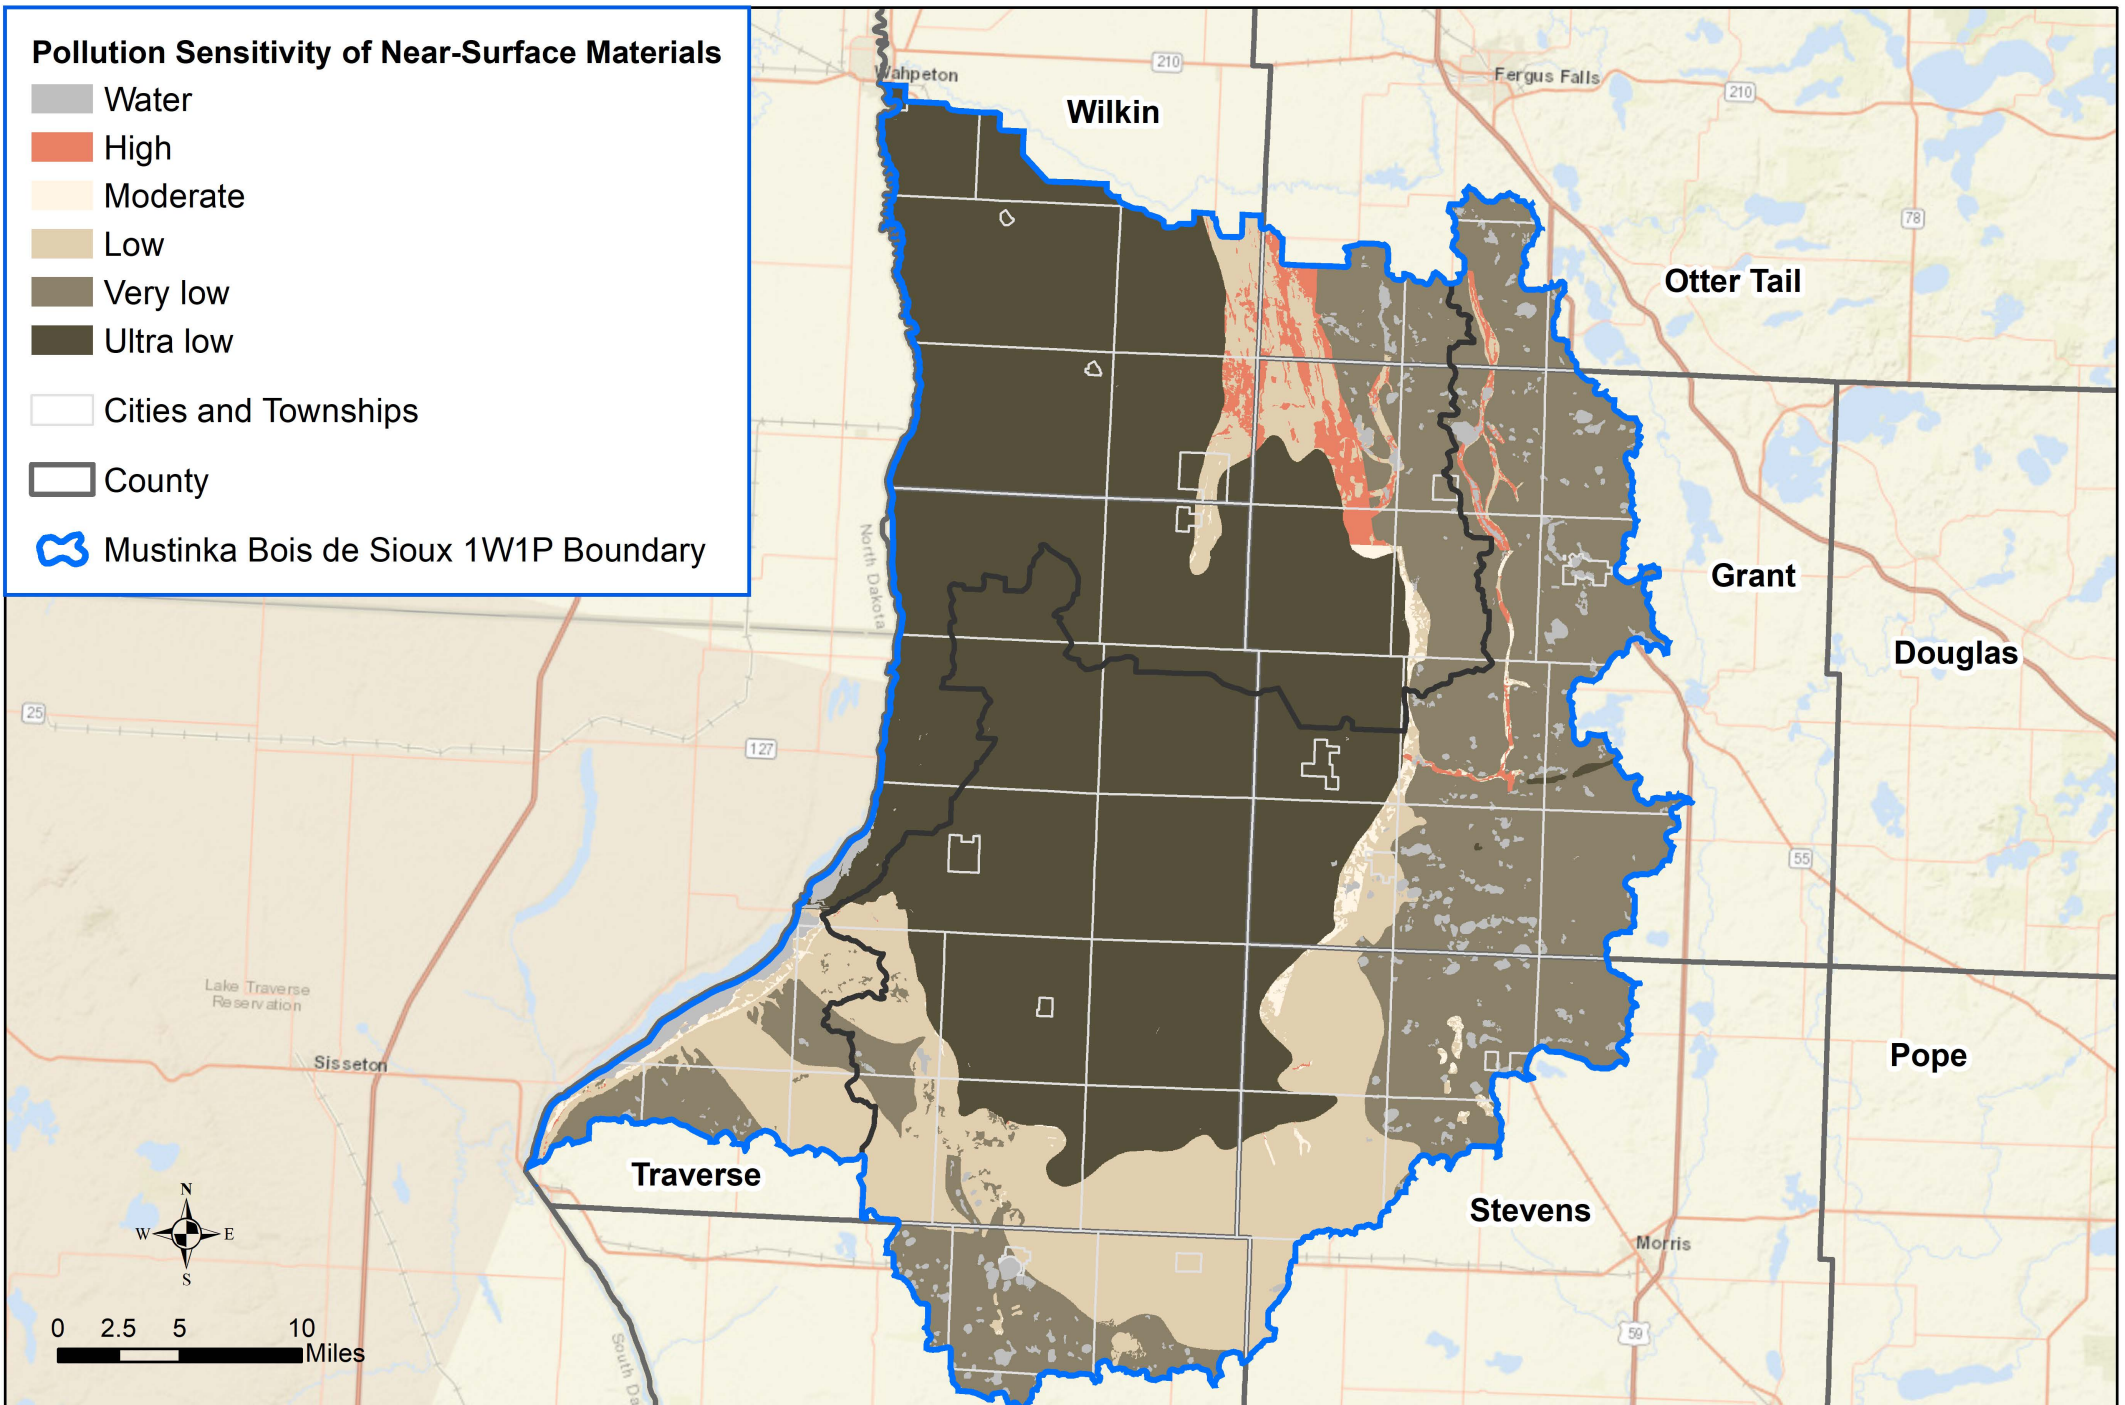 Pollution Sensitivity of Near-Surface Materials
Water
High
Moderate
Low
Very low
Ultra low
Cities and Townships
County
Mustinka Bois de Sioux 1W1P Boundary
Wahpeton
210
Wilkin
Fergus Falls
210
78
Otter Tail
North Dakota
Grant
Douglas
25
127
55
Lake Traverse
Reservation
Sisseton
Pope
Traverse
Stevens
Morris
N
W
E
S
59
0 2.5 5 10
Miles
South Da